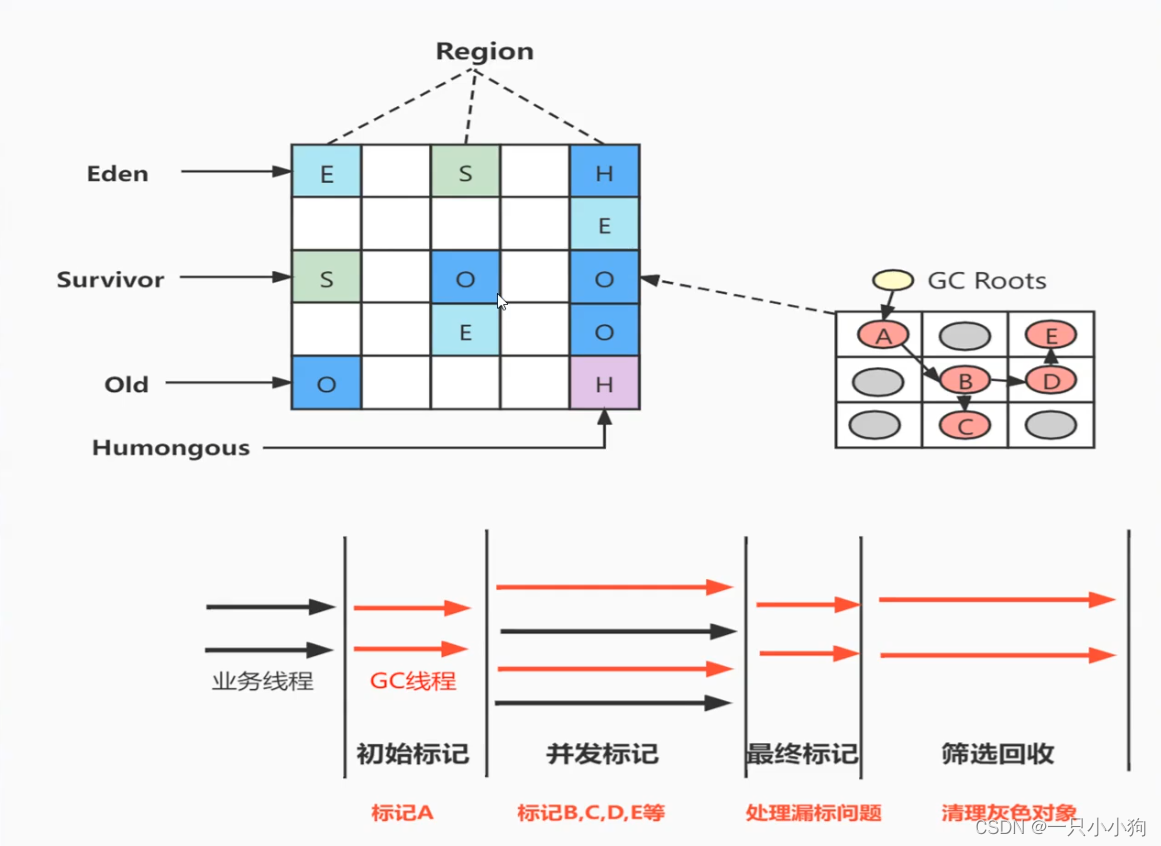 Region
Eden
E
S
H
E
Survivor
S
O
O
GC Roots
E
O
A
E
Old
O
H
B
D
C
Humongous
业务线程
GC线程
初始标记
并发标记
最终标记
筛选回收
标记A
标记B,C,D,E等
处理漏标问题
清理灰色对象
CSDN @一只小小狗